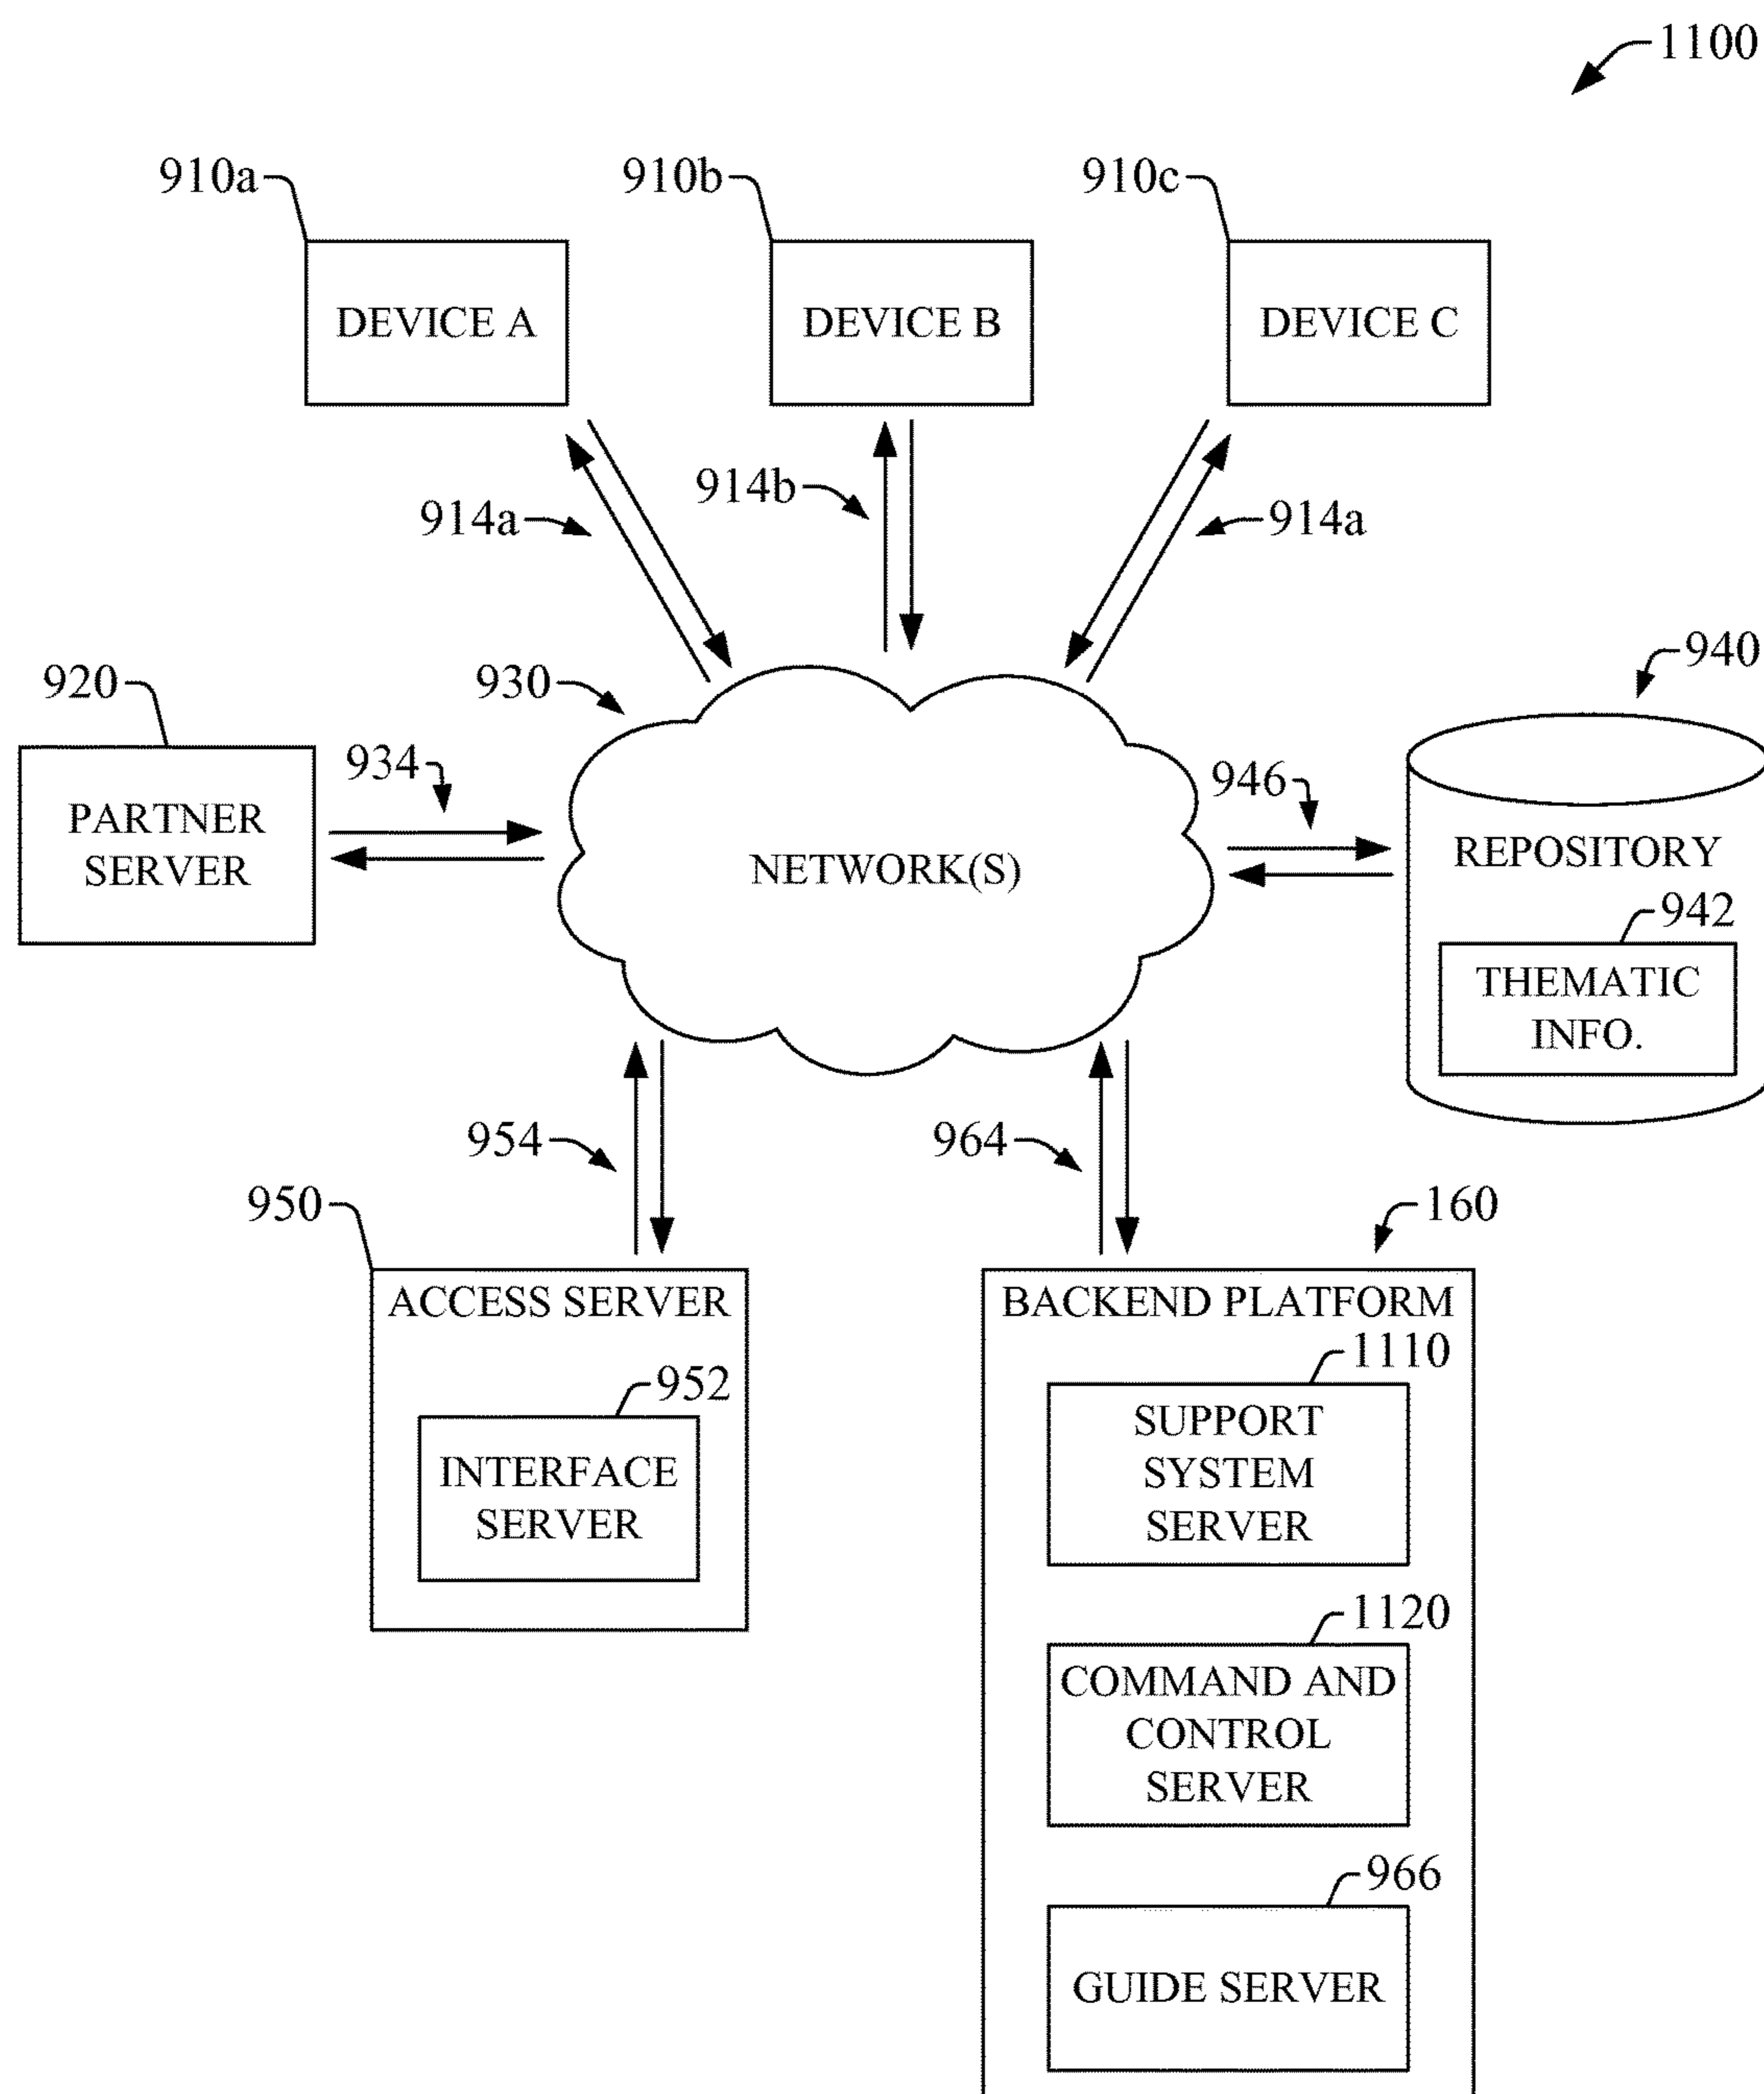 1100
910a
910b
910c
DEVICE A
DEVICE B
DEVICE C
914a
914b
914a
920
930
940
934
946
PARTNER
SERVER
NETWORK(S)
REPOSITORY
942
THEMATIC
INFO.
954
964
950
160
ACCESS SERVER
952
INTERFACE
SERVER
BACKEND PLATFORM
1110
SUPPORT
SYSTEM
SERVER
1120
COMMAND AND
CONTROL
SERVER
966
GUIDE SERVER